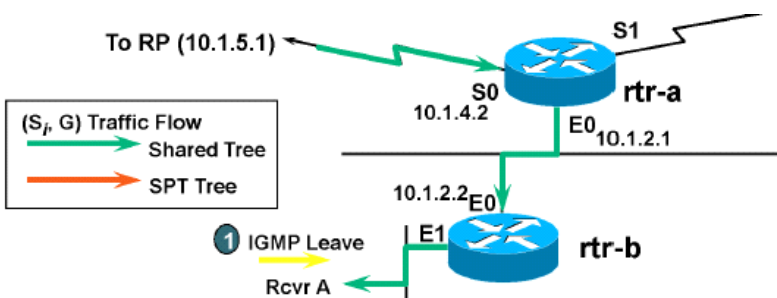 S1
To RP (10.1.5.1)
S0
rtr-a
10.1.4.2
E0
10.1.2.1
(Si, G) Traffic Flow
Shared Tree
SPT Tree
10.1.2.2
E0
E1
rtr-b
1 IGMP Leave
Rcvr A